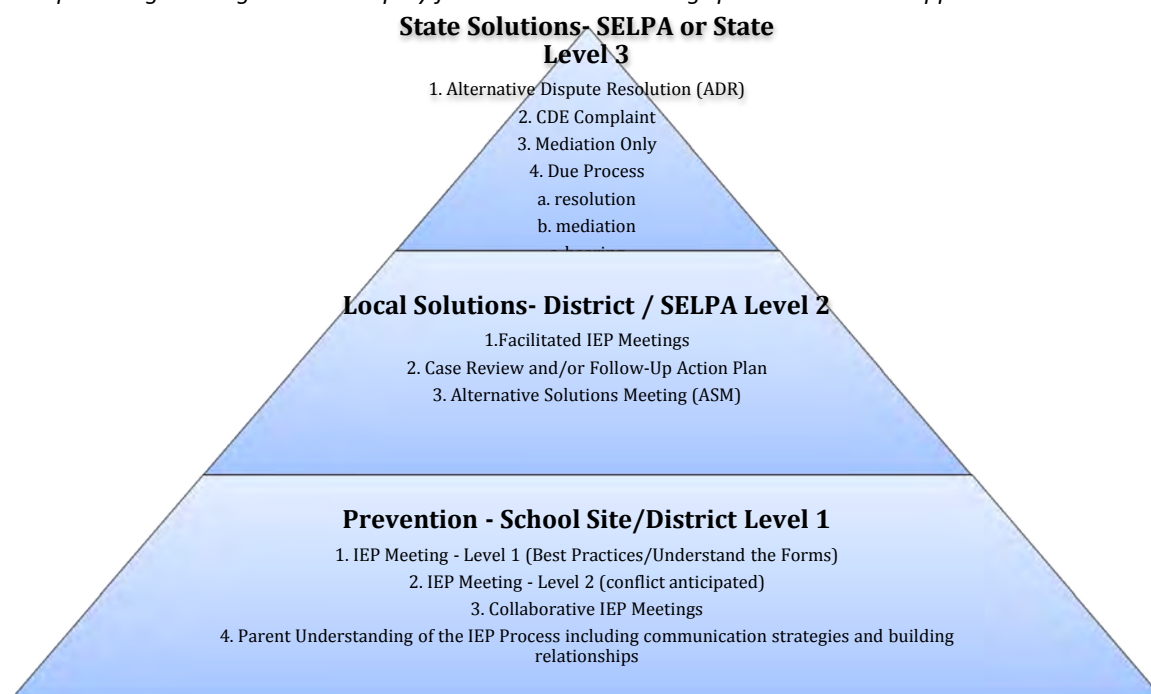 State Solutions- SELPA or State
Level 3
1. Alternative Dispute Resolution (ADR)
2. CDE Complaint
3. Mediation Only
4. Due Process
a. resolution
b. mediation
Local Solutions- District / SELPA Level 2
1.Facilitated IEP Meetings
2. Case Review and/or Follow-Up Action Plan
3. Alternative Solutions Meeting (ASM)
Prevention - School Site/District Level 1
1. IEP Meeting - Level 1 (Best Practices/Understand the Forms)
2. IEP Meeting - Level 2 (conflict anticipated)
3. Collaborative IEP Meetings
4. Parent Understanding of the IEP Process including communication strategies and building
relationships